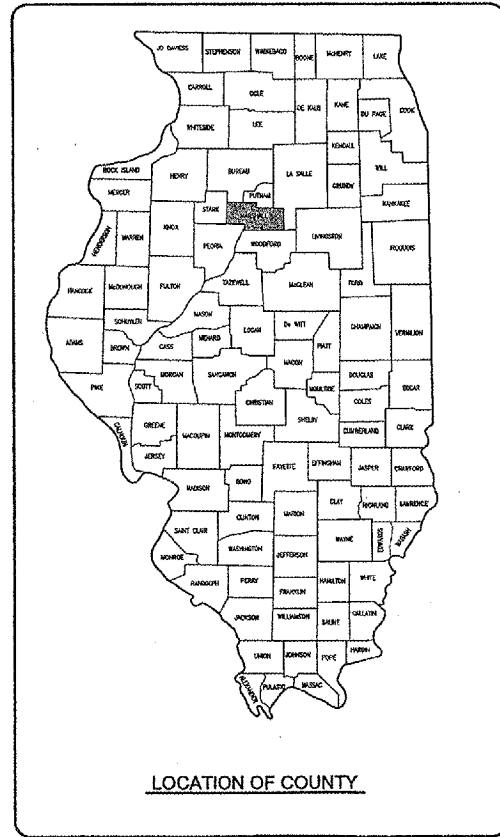 JO DAVIESS STEPHENSON WINNEBAGO BOONE McHENRY LAKE
CARROLL OGLE DE KALB KANE COOK
DU PAGE
WHITESIDE LEE
KENDALL
ROCK ISLAND HENRY BUREAU LA SALLE GRUNDY WILL
MERCER PUTNAM KANKAKEE
STARK MARSHALL
HENDERSON WARREN KNOX PEORIA WOODFORD LIVINGSTON IROQUOIS
HANCOCK McDONOUGH FULTON TAZEWELL McCLEAN FORD
SCHUYLER MASON LOGAN De WITT CHAMPAIGN VERMILION
ADAMS BROWN CASS MENARD PIATT
MACON
PIKE SCOTT MORGAN SANGAMON MOULTRIE DOUGLAS EDGAR
CHRISTIAN COLES
CALHOUN GREENE MACOUPIN MONTGOMERY SHELBY CUMBERLAND CLARK
JERSEY
FAYETTE EFFINGHAM JASPER CRAWFORD
MADISON BOND
CLAY RICHLAND LAWRENCE
CLINTON MARION
SAINT CLAIR WAYNE EDWARDS WABASH
WASHINGTON JEFFERSON
MONROE
RANDOLPH PERRY HAMILTON WHITE
FRANKLIN
JACKSON WILLIAMSON SALINE GALLATIN
UNION JOHNSON POPE HARDIN
ALEXANDER PULASKI MASSAC
LOCATION OF COUNTY